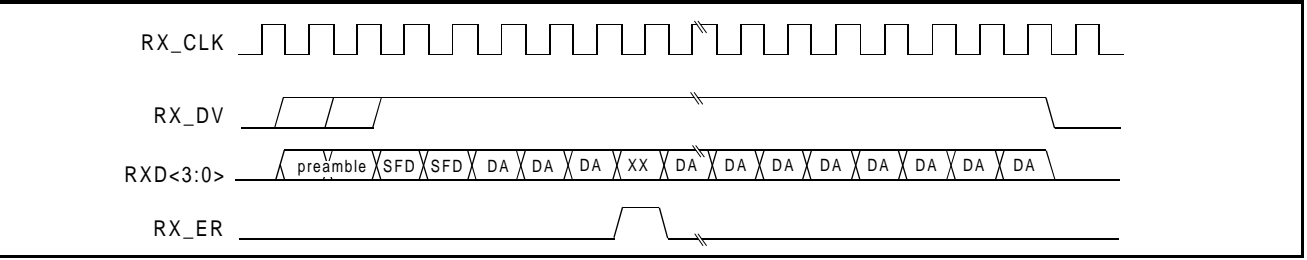 RX_CLK
RX_DV
RXD<3:0> preamble SFD SFD DA DA DA XX DA DA DA DA DA DA DA DA
RX_ER